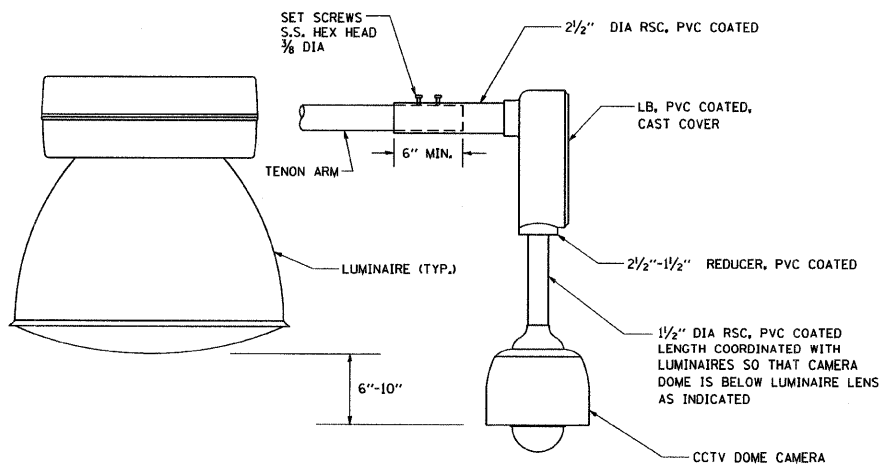 SET SCREWS
S.S. HEX HEAD
⅜ DIA
2½" DIA RSC, PVC COATED
LB, PVC COATED,
CAST COVER
6" MIN.
TENON ARM
LUMINAIRE (TYP.)
2½"-1½" REDUCER, PVC COATED
1½" DIA RSC, PVC COATED
LENGTH COORDINATED WITH
LUMINAIRES SO THAT CAMERA
DOME IS BELOW LUMINAIRE LENS
AS INDICATED
6"-10"
CCTV DOME CAMERA